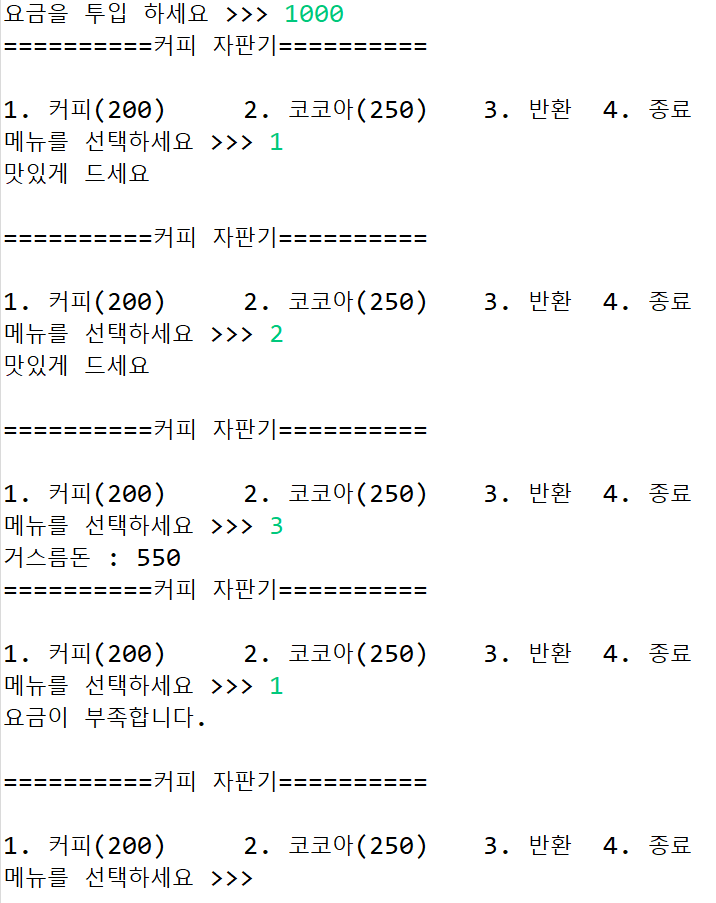 요금을 투입 하세요 >>> 1000
==========커피 자판기==========
1. 커피(200)     2. 코코아(250)    3. 반환  4. 종료
메뉴를 선택하세요 >>> 1
맛있게 드세요
==========커피 자판기==========
1. 커피(200)     2. 코코아(250)    3. 반환  4. 종료
메뉴를 선택하세요 >>> 2
맛있게 드세요
==========커피 자판기==========
1. 커피(200)     2. 코코아(250)    3. 반환  4. 종료
메뉴를 선택하세요 >>> 3
거스름돈 : 550
==========커피 자판기==========
1. 커피(200)     2. 코코아(250)    3. 반환  4. 종료
메뉴를 선택하세요 >>> 1
요금이 부족합니다.
==========커피 자판기==========
1. 커피(200)     2. 코코아(250)    3. 반환  4. 종료
메뉴를 선택하세요 >>>